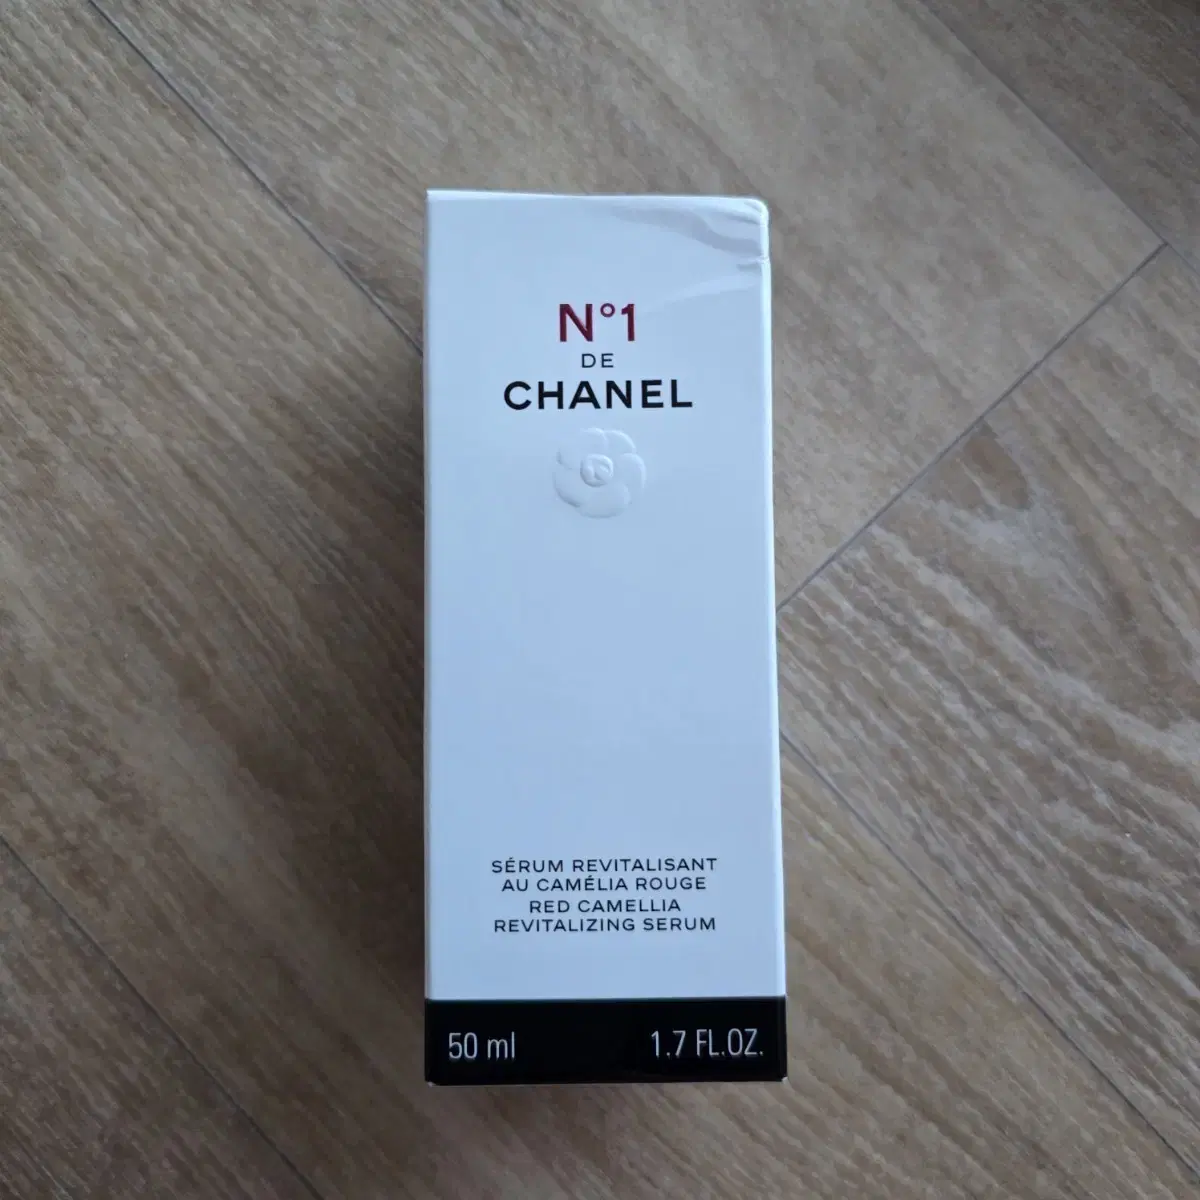 N°1
DE
CHANEL
SÉRUM REVITALISANT
AU CAMÉLIA ROUGE
RED CAMELLIA
REVITALIZING SERUM
50 ml 1.7 FL.OZ.